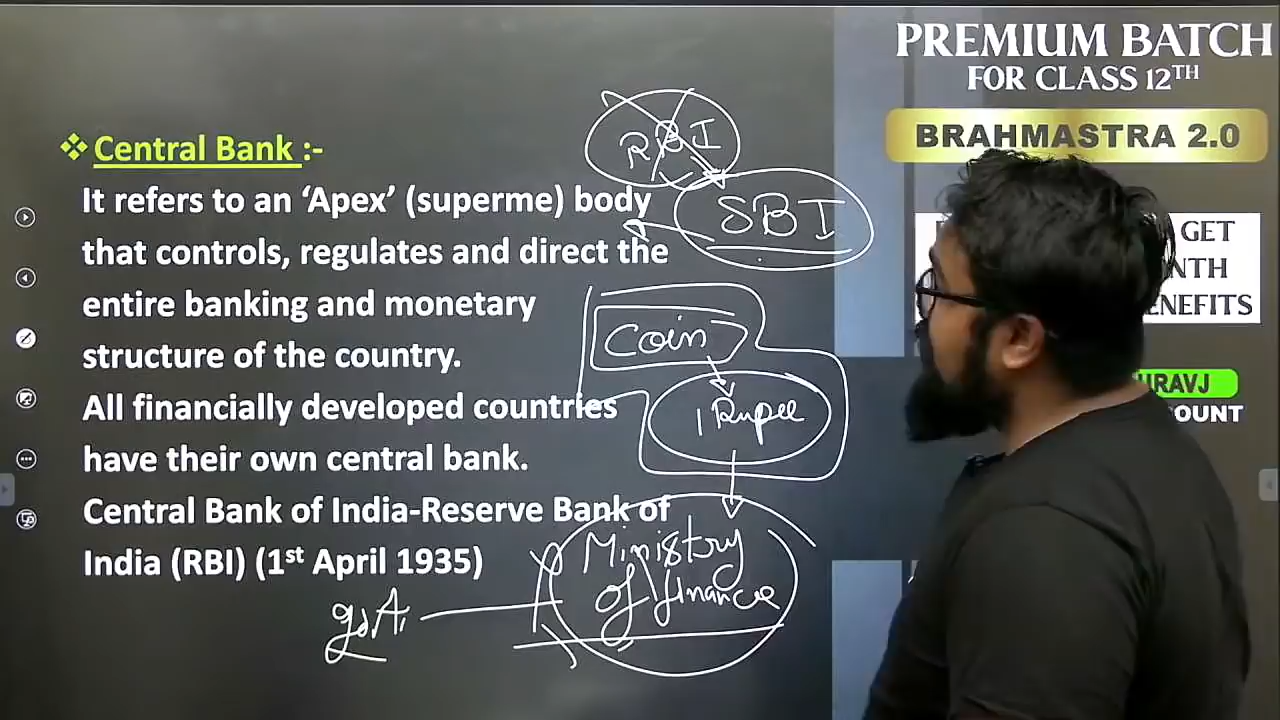 PREMIUM BATCH
FOR CLASS 12TH
BRAHMASTRA 2.0
GET
NTH
ENEFITS
URAVJ
OUNT
❖ Central Bank :-
It refers to an ‘Apex’ (superme) body
that controls, regulates and direct the
entire banking and monetary
structure of the country.
All financially developed countries
have their own central bank.
Central Bank of India-Reserve Bank of
India (RBI) (1st April 1935)
RBI
SBI
Coin
1 Rupee
Ministry
of finance